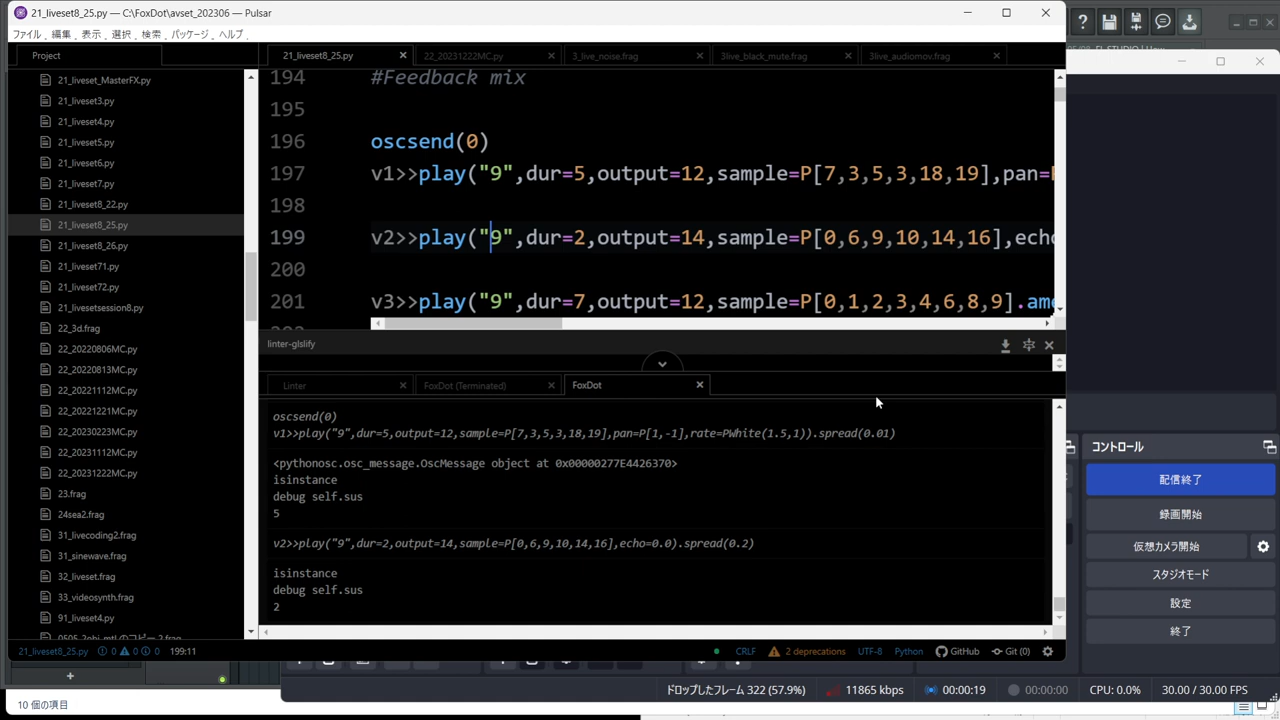 21_liveset8_25.py — C:\FoxDot\avset_202306 — Pulsar
ファイル 編集 表示 選択 検索 パッケージ ヘルプ
Project
21_liveset8_25.py
22_20231222MC.py
3_live_noise.frag
3live_black_mute.frag
3live_audiomov.frag
21_liveset_MasterFX.py
21_liveset3.py
21_liveset4.py
21_liveset5.py
21_liveset6.py
21_liveset7.py
21_liveset8_22.py
21_liveset8_25.py
21_liveset8_26.py
21_liveset71.py
21_liveset72.py
21_livesetsession8.py
22_3d.frag
22_20220806MC.py
22_20220813MC.py
22_20221112MC.py
22_20221221MC.py
22_20230223MC.py
22_20231112MC.py
22_20231222MC.py
23.frag
24sea2.frag
31_livecoding2.frag
31_sinewave.frag
32_liveset.frag
33_videosynth.frag
91_liveset4.py
0505_2obj_mtl のコピー 2.frag
194 #Feedback mix
195
196 oscsend(0)
197 v1>>play("9",dur=5,output=12,sample=P[7,3,5,3,18,19],pan=
198
199 v2>>play("9",dur=2,output=14,sample=P[0,6,9,10,14,16],echo
200
201 v3>>play("9",dur=7,output=12,sample=P[0,1,2,3,4,6,8,9].ame
linter-glslify
Linter
FoxDot (Terminated)
FoxDot
oscsend(0)
v1>>play("9",dur=5,output=12,sample=P[7,3,5,3,18,19],pan=P[1,-1],rate=PWhite(1.5,1)).spread(0.01)
<pythonosc.osc_message.OscMessage object at 0x00000277E4426370>
isinstance
debug self.sus
5
v2>>play("9",dur=2,output=14,sample=P[0,6,9,10,14,16],echo=0.0).spread(0.2)
isinstance
debug self.sus
2
21_liveset8_25.py 0 0 0 199:11
CRLF 2 deprecations UTF-8 Python GitHub Git (0)
コントロール
配信終了
録画開始
仮想カメラ開始
スタジオモード
設定
終了
ドロップしたフレーム 322 (57.9%) 11865 kbps 00:00:19 00:00:00 CPU: 0.0% 30.00 / 30.00 FPS
10 個の項目